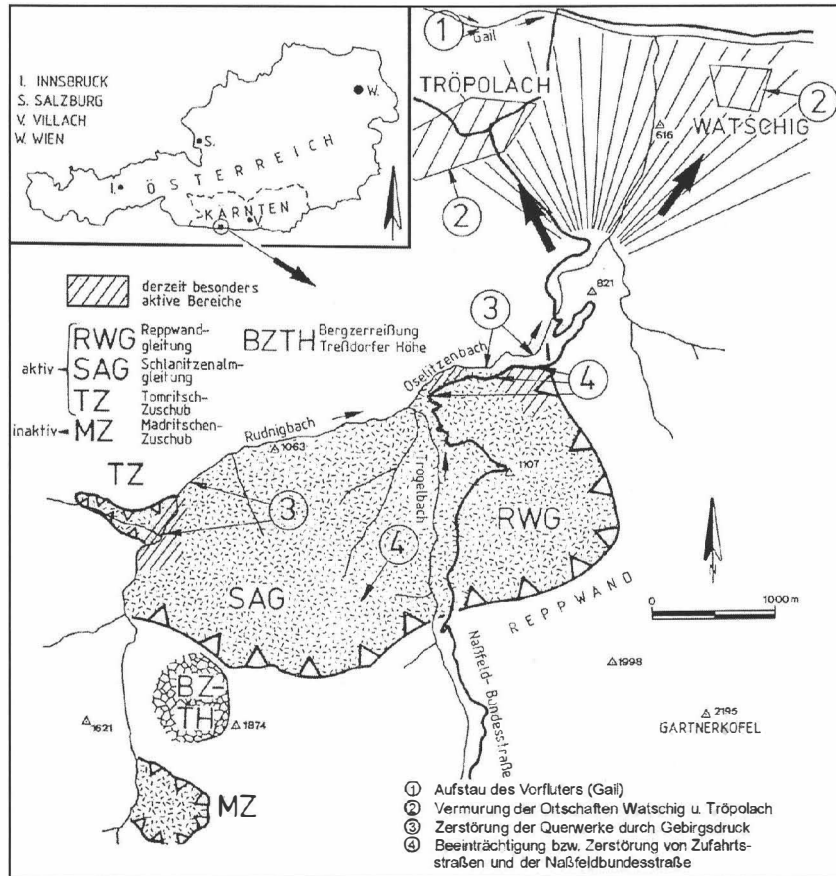 I. INNSBRUCK
S. SALZBURG
V. VILLACH
W. WIEN
W.
S.
I.
ÖSTERREICH
KÄRNTEN
V.
1
Gail
TRÖPOLACH
2
616
WATSCHIG
2
821
derzeit besonders
aktive Bereiche
aktiv
RWG Reppwand-
gleitung
SAG Schlanitzenalm-
gleitung
TZ Tomritsch-
Zuschub
inaktiv
MZ Madritschen-
Zuschub
BZTH Bergzerreißung
Treßdorfer Höhe
3
Oselitzenbach
4
Rudnigbach
1063
TZ
3
Trogelbach
1107
4
RWG
SAG
REPPWAND
N
0 1000m
BZ-
TH
1621
1874
Naßfeld-Bundesstraße
1998
2195
GARTNERKOFEL
MZ
1 Aufstau des Vorfluters (Gail)
2 Vermurung der Ortschaften Watschig u. Tröpolach
3 Zerstörung der Querwerke durch Gebirgsdruck
4 Beeinträchtigung bzw. Zerstörung von Zufahrts-
straßen und der Naßfeldbundesstraße